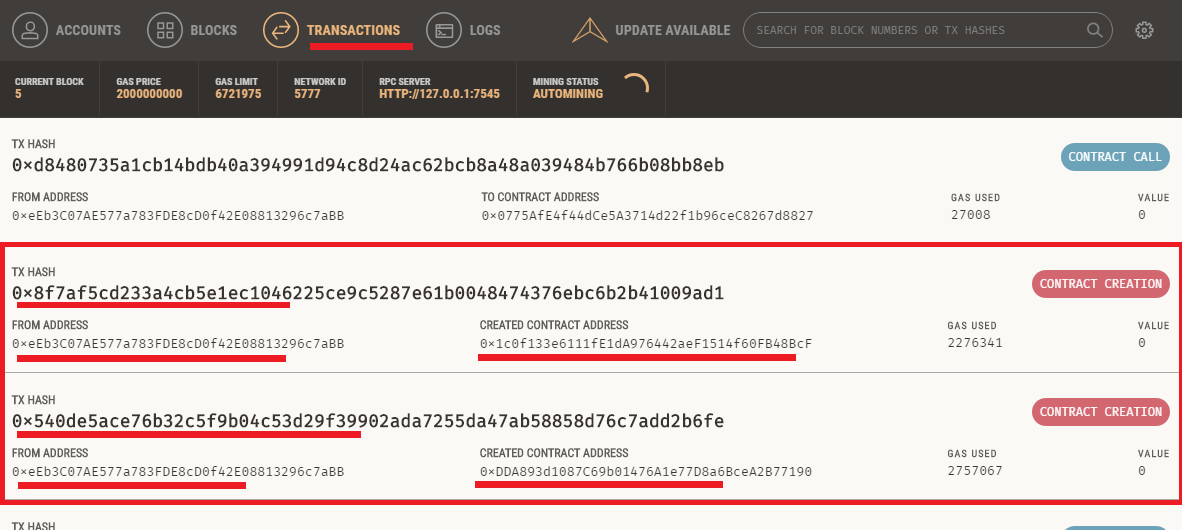 ACCOUNTS BLOCKS TRANSACTIONS LOGS UPDATE AVAILABLE SEARCH FOR BLOCK NUMBERS OR TX HASHES
CURRENT BLOCK GAS PRICE GAS LIMIT NETWORK ID RPC SERVER MINING STATUS
5 2000000000 6721975 5777 HTTP://127.0.0.1:7545 AUTOMINING
TX HASH
0×d8480735a1cb14bdb40a394991d94c8d24ac62bcb8a48a039484b766b08bb8eb CONTRACT CALL
FROM ADDRESS TO CONTRACT ADDRESS GAS USED VALUE
0×eEb3C07AE577a783FDE8cD0f42E08813296c7aBB 0×0775AfE4f44dCe5A3714d22f1b96ceC8267d8827 27008 0
TX HASH
0×8f7af5cd233a4cb5e1ec1046225ce9c5287e61b0048474376ebc6b2b41009ad1 CONTRACT CREATION
FROM ADDRESS CREATED CONTRACT ADDRESS GAS USED VALUE
0×eEb3C07AE577a783FDE8cD0f42E08813296c7aBB 0×1c0f133e6111fE1dA976442aeF1514f60FB48BcF 2276341 0
TX HASH
0×540de5ace76b32c5f9b04c53d29f39902ada7255da47ab58858d76c7add2b6fe CONTRACT CREATION
FROM ADDRESS CREATED CONTRACT ADDRESS GAS USED VALUE
0×eEb3C07AE577a783FDE8cD0f42E08813296c7aBB 0×DDA893d1087C69b01476A1e77D8a6BceA2B77190 2757067 0
TX HASH